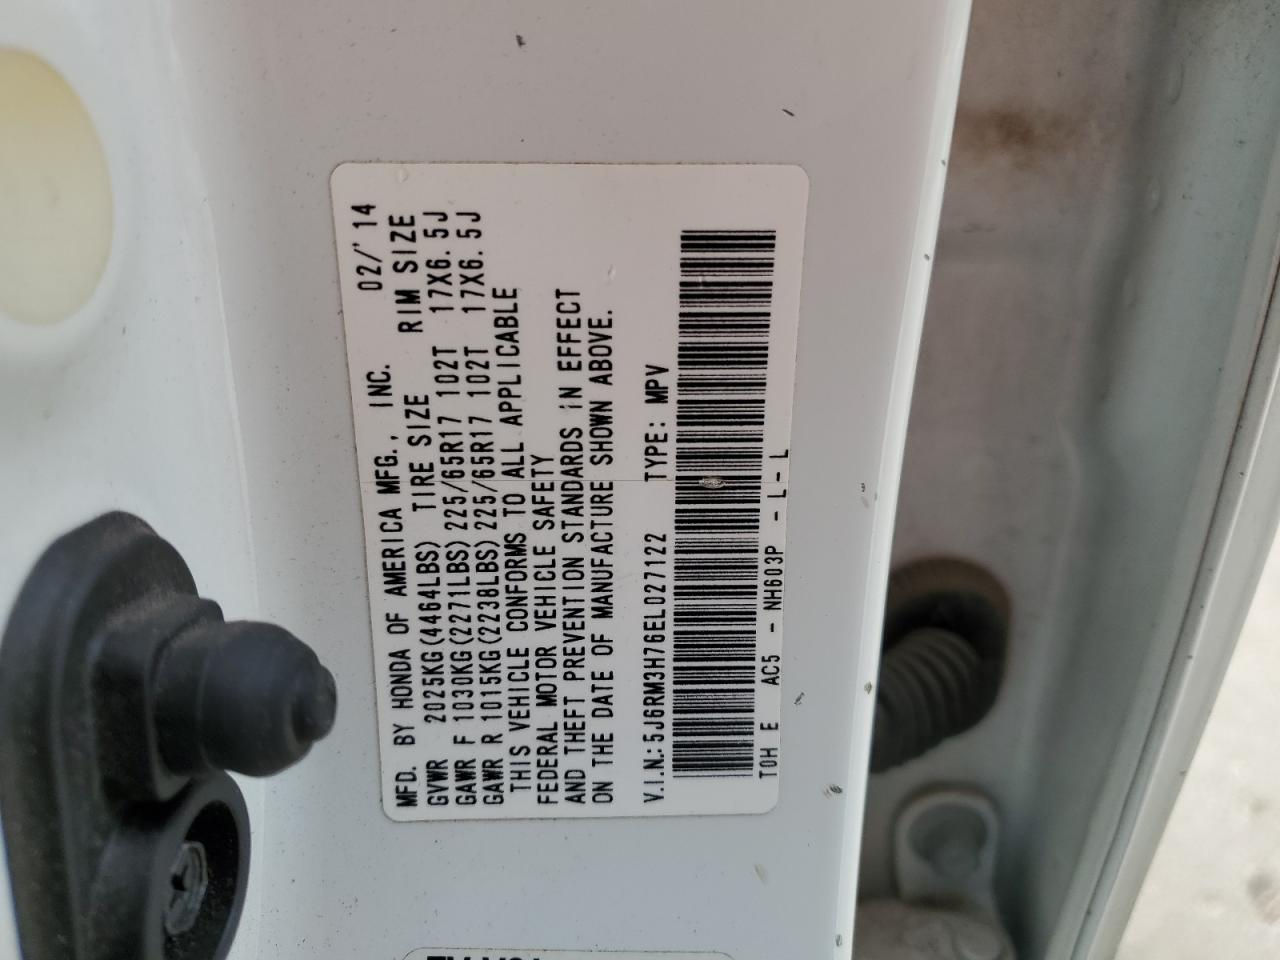 MFD. BY HONDA OF AMERICA MFG., INC. 02/'14
GVWR 2025KG(4464LBS) TIRE SIZE RIM SIZE
GAWR F 1030KG(2271LBS) 225/65R17 102T 17X6.5J
GAWR R 1015KG(2238LBS) 225/65R17 102T 17X6.5J
THIS VEHICLE CONFORMS TO ALL APPLICABLE
FEDERAL MOTOR VEHICLE SAFETY
AND THEFT PREVENTION STANDARDS IN EFFECT
ON THE DATE OF MANUFACTURE SHOWN ABOVE.
V.I.N.: 5J6RM3H76EL027122 TYPE: MPV
T0H E AC5 - NH603P -L-L